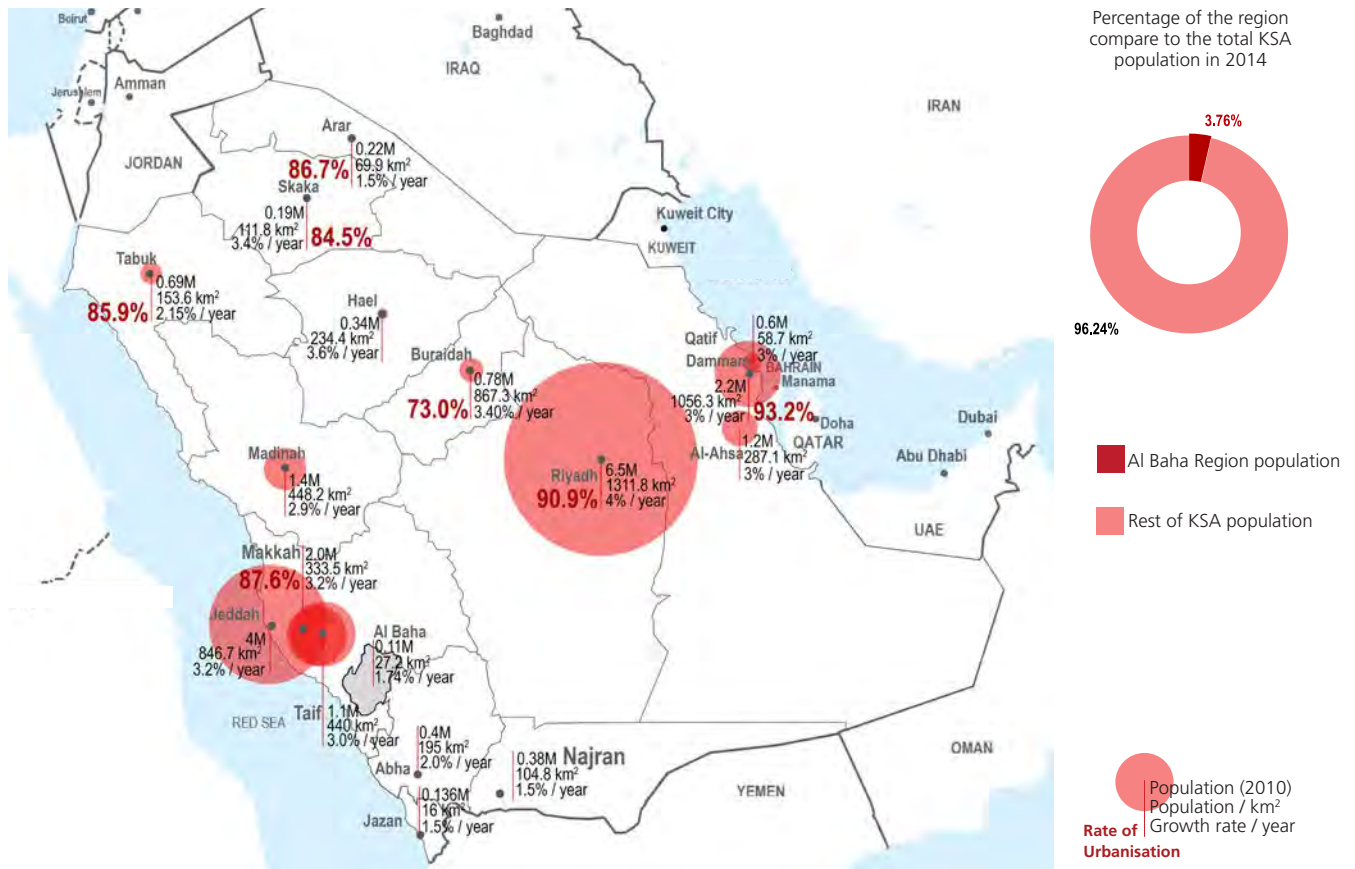 Beirut
Baghdad
IRAQ
IRAN
Jerusalem
Amman
JORDAN
Arar
0.22M
69.9 km²
1.5% / year
86.7%
Skaka
0.19M
411.8 km²
3.4% / year
84.5%
Kuwait City
KUWEIT
Tabuk
0.69M
153.6 km²
2.15% / year
85.9%
Hael
0.34M
234.4 km²
3.6% / year
Buraidah
0.78M
867.3 km²
3.40% / year
73.0%
Qatif
0.6M
58.7 km²
3% / year
Dammam
BAHRAIN
Manama
2.2M
1056.3 km²
3% / year
93.2%
Doha
QATAR
Al-Ahsa
1.2M
287.1 km²
3% / year
Dubai
Abu Dhabi
UAE
Madinah
1.4M
448.2 km²
2.9% / year
Riyadh
6.5M
1311.8 km²
4% / year
90.9%
Makkah
2.0M
333.5 km²
3.2% / year
87.6%
Jeddah
4M
846.7 km²
3.2% / year
Al Baha
0.11M
27.2 km²
1.74% / year
Taif
1.1M
440 km²
3.0% / year
RED SEA
0.4M
195 km²
2.0% / year
Abha
0.136M
16 km²
1.5% / year
Jazan
Najran
0.38M
104.8 km²
1.5% / year
YEMEN
OMAN
Percentage of the region
compare to the total KSA
population in 2014
3.76%
96.24%
Al Baha Region population
Rest of KSA population
Population (2010)
Population / km²
Growth rate / year
Rate of
Urbanisation